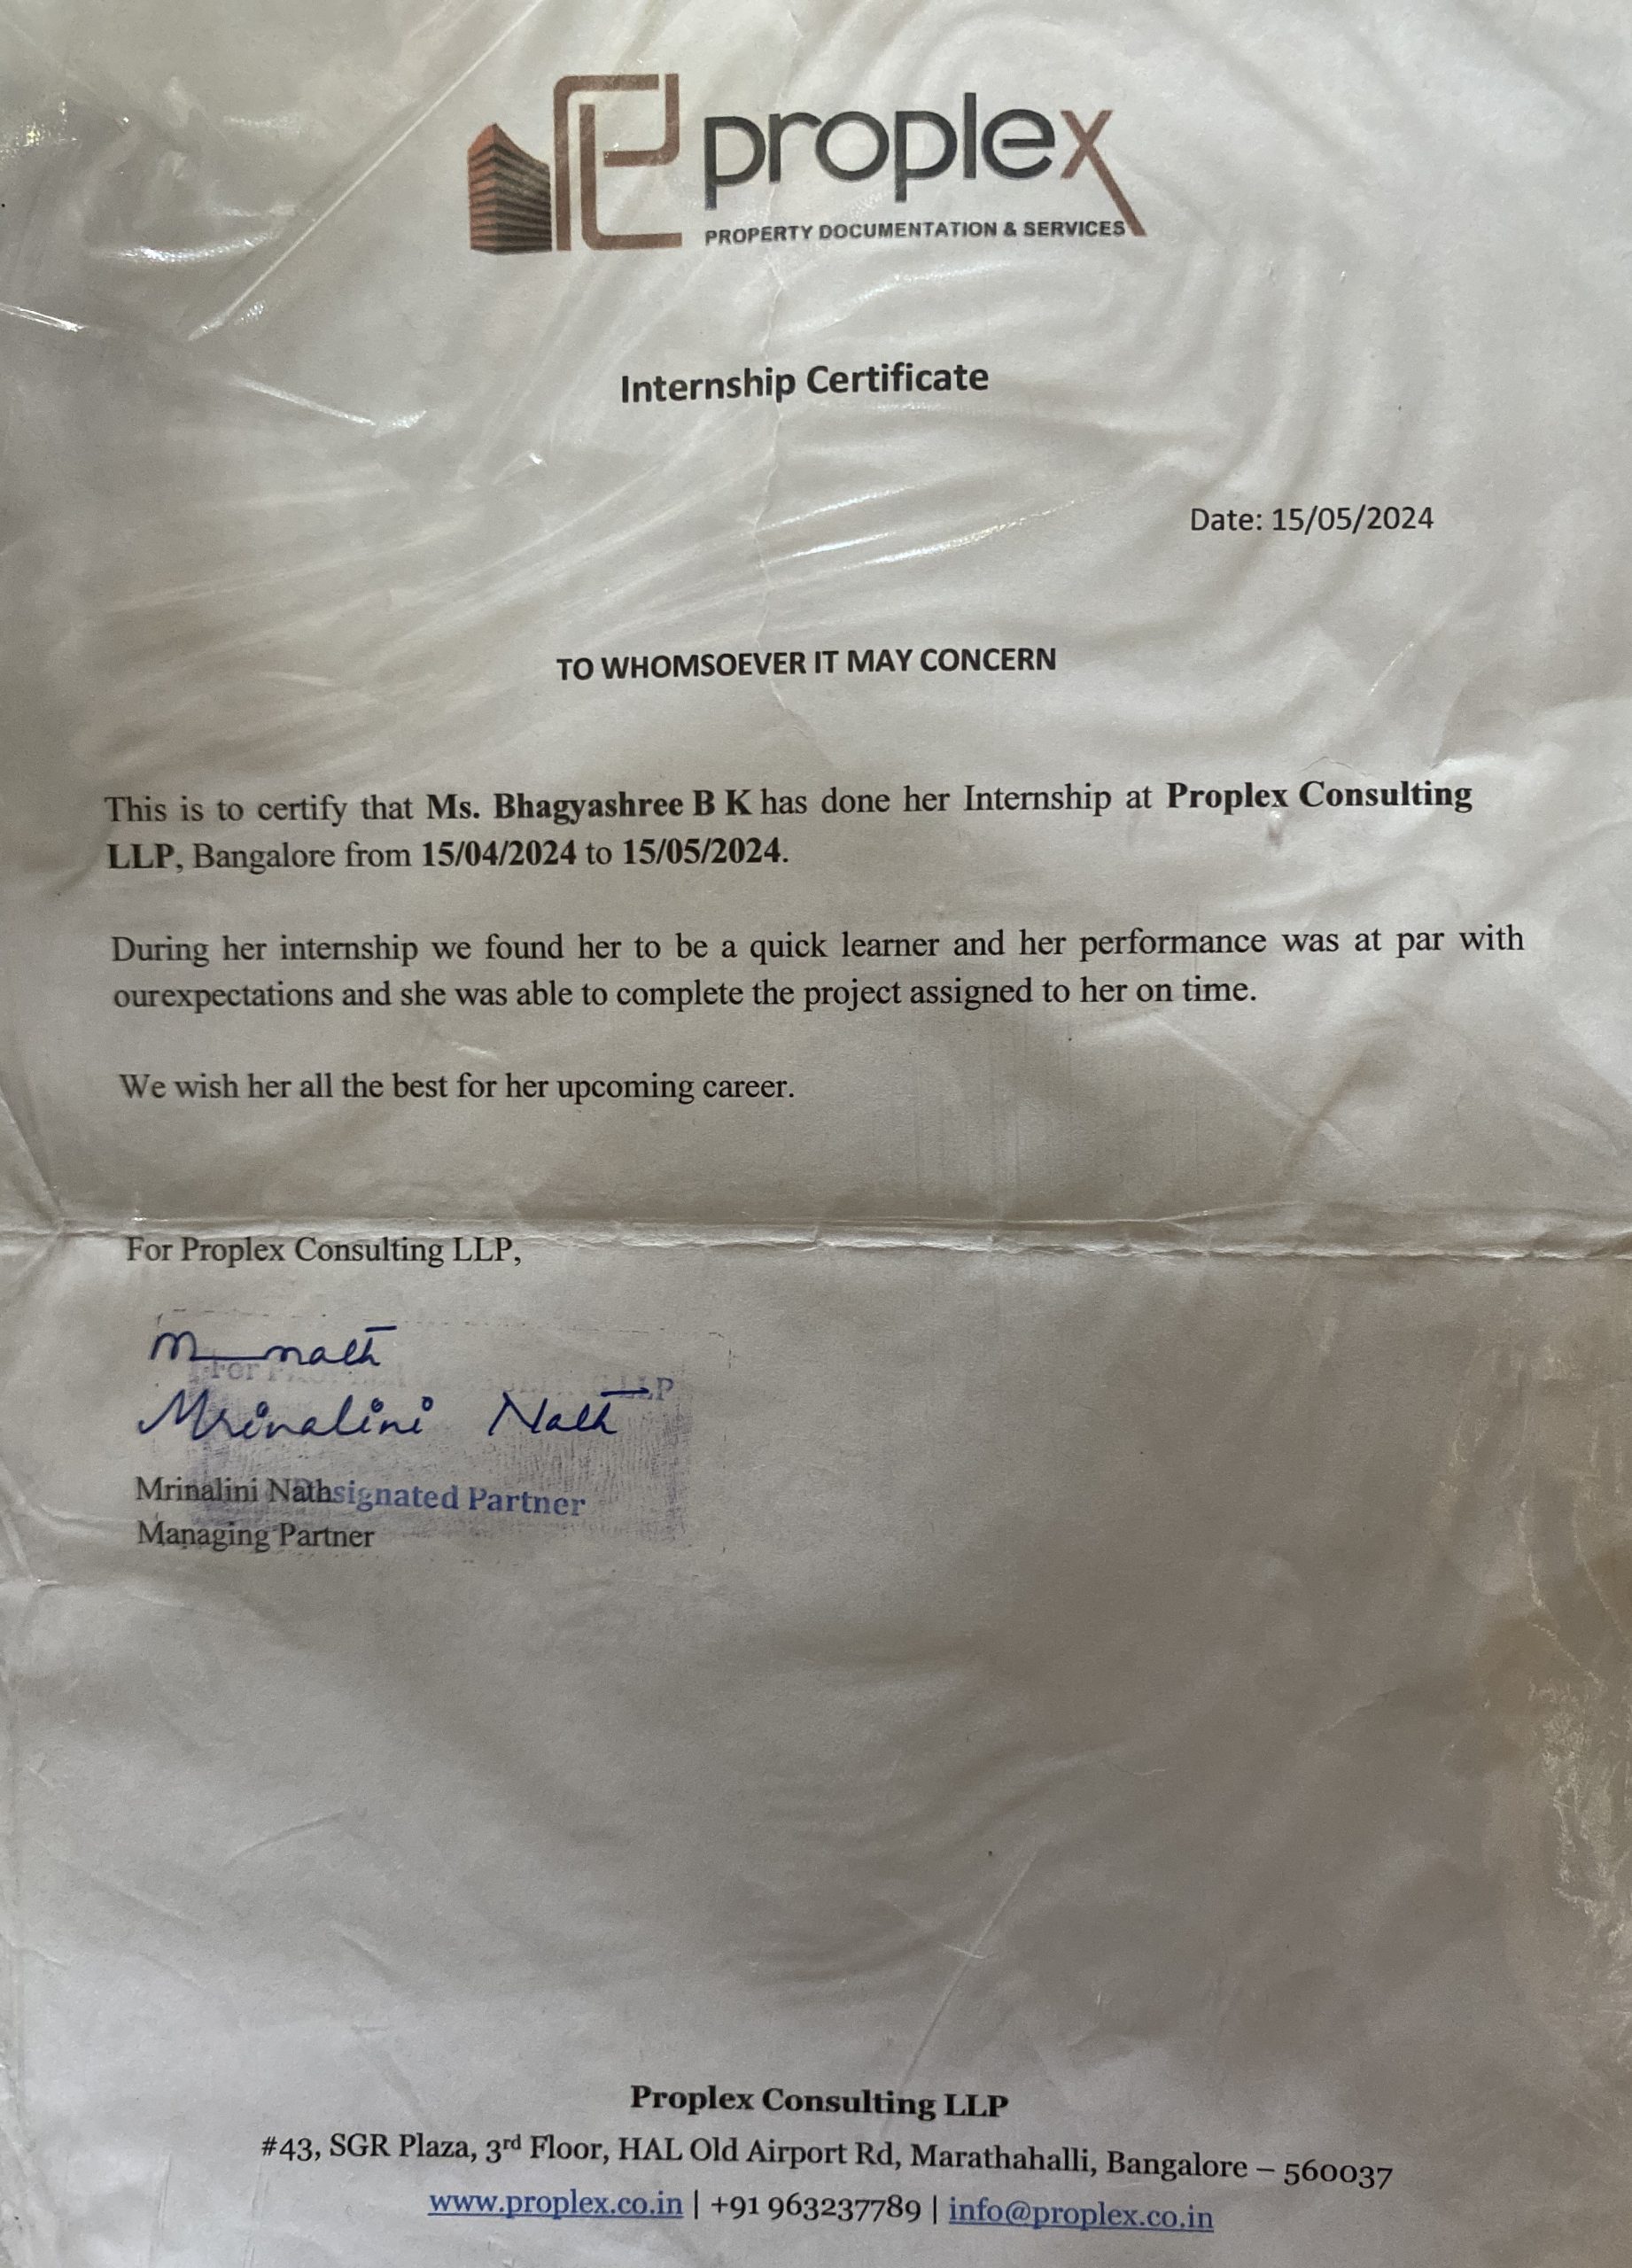 proplex
PROPERTY DOCUMENTATION & SERVICES
Internship Certificate
Date: 15/05/2024
TO WHOMSOEVER IT MAY CONCERN
This is to certify that Ms. Bhagyashree B K has done her Internship at Proplex Consulting
LLP, Bangalore from 15/04/2024 to 15/05/2024.
During her internship we found her to be a quick learner and her performance was at par with
ourexpectations and she was able to complete the project assigned to her on time.
We wish her all the best for her upcoming career.
For Proplex Consulting LLP,
M nath
For LLP
Mrinalini Nath
Mrinalini Nath signated Partner
Managing Partner
Proplex Consulting LLP
#43, SGR Plaza, 3rd Floor, HAL Old Airport Rd, Marathahalli, Bangalore – 560037
www.proplex.co.in | +91 963237789 | info@proplex.co.in